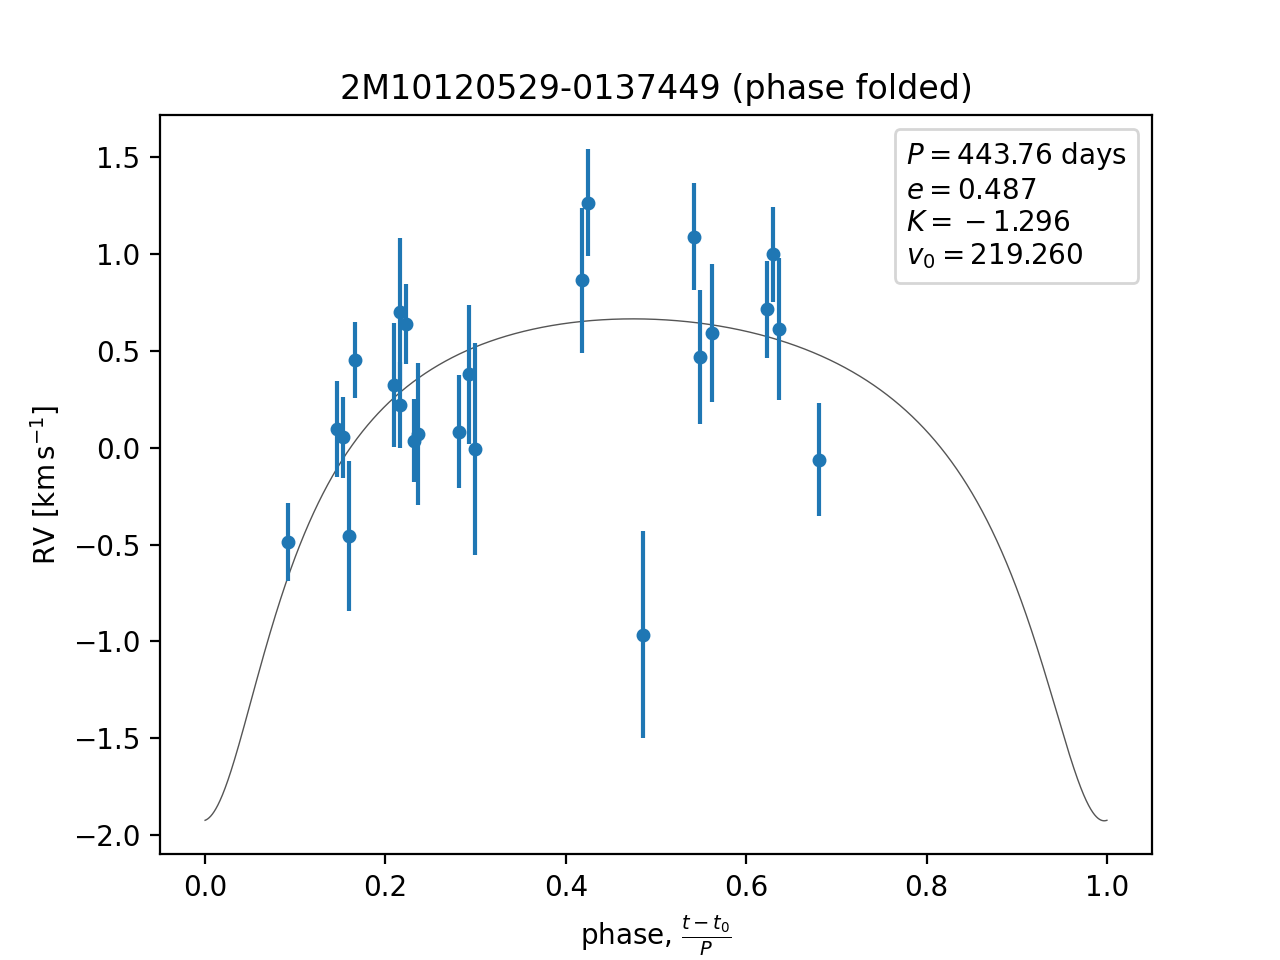 2M10120529-0137449 (phase folded)
P = 443.76 days
e = 0.487
K = −1.296
v₀ = 219.260
RV [km s⁻¹]
1.5
1.0
0.5
0.0
−0.5
−1.0
−1.5
−2.0
0.0 0.2 0.4 0.6 0.8 1.0
phase, (t − t₀)/P